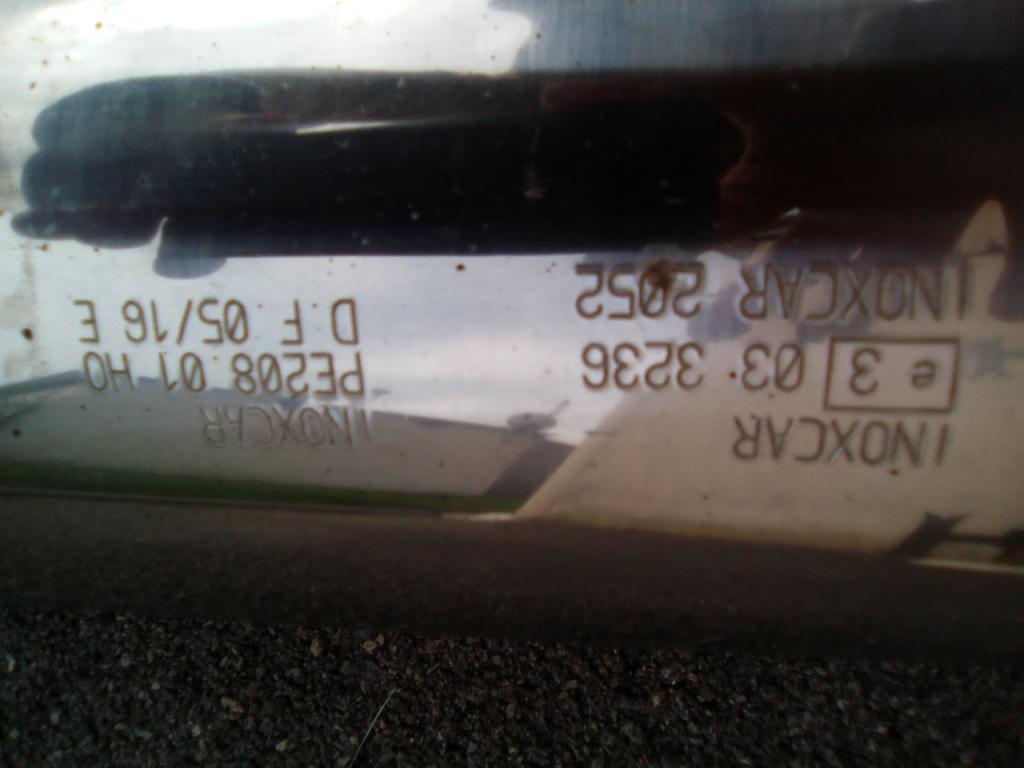 INOXCAR
e 3 03.3236
INOXCAR 2052
INOXCAR
PE208.01 HO
D.F. 05/16 E